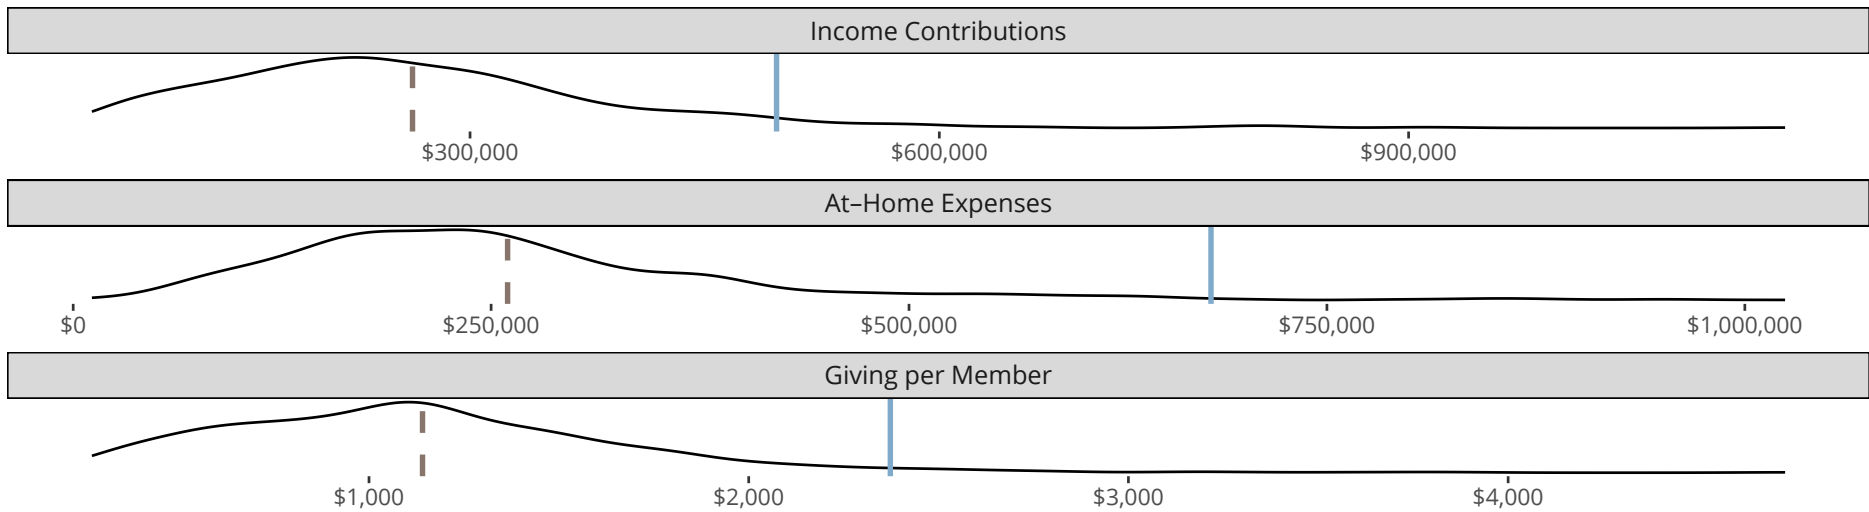 Income Contributions
$300,000 $600,000 $900,000
At–Home Expenses
$0 $250,000 $500,000 $750,000 $1,000,000
Giving per Member
$1,000 $2,000 $3,000 $4,000